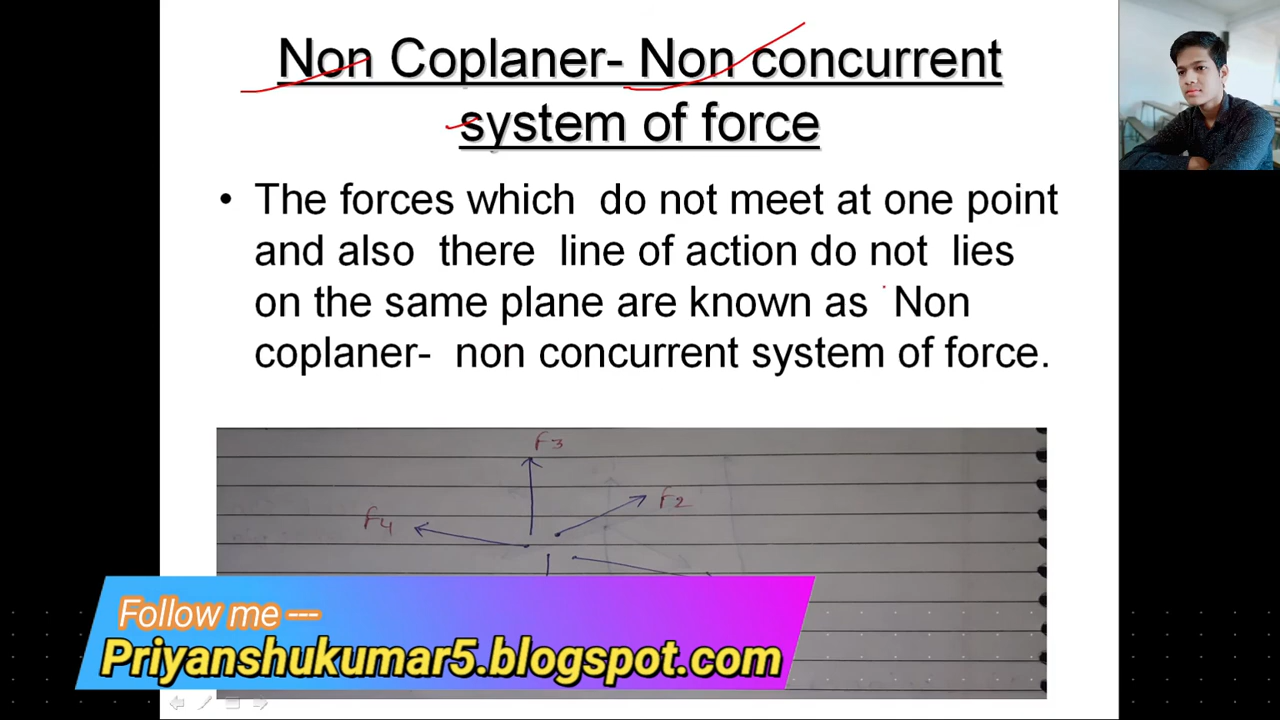 Non Coplaner- Non concurrent
system of force
• The forces which do not meet at one point
and also there line of action do not lies
on the same plane are known as Non
coplaner- non concurrent system of force.
F3
F2
F4
Follow me ---
Priyanshukumar5.blogspot.com